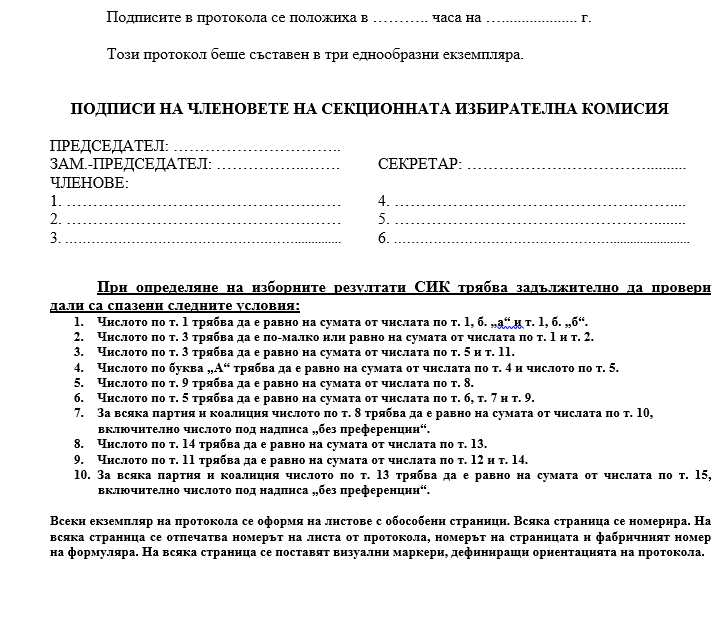 Подписите в протокола се положиха в ……….. часа на …..................... г.
Този протокол беше съставен в три еднообразни екземпляра.
ПОДПИСИ НА ЧЛЕНОВЕТЕ НА СЕКЦИОННАТА ИЗБИРАТЕЛНА КОМИСИЯ
ПРЕДСЕДАТЕЛ: ……………………………..
ЗАМ.-ПРЕДСЕДАТЕЛ: ……………...……. СЕКРЕТАР: ………………………………...........
ЧЛЕНОВЕ:
1. ……………………………………………… 4. …………………………………………………....
2. ……………………………………………… 5. …………………………………………………......
3. ………………………………………............. 6. ………………………………………......................
При определяне на изборните резултати СИК трябва задължително да провери
дали са спазени следните условия:
1. Числото по т. 1 трябва да е равно на сумата от числата по т. 1, б. „а“ и т. 1, б. „б“.
2. Числото по т. 3 трябва да е по-малко или равно на сумата от числата по т. 1 и т. 2.
3. Числото по т. 3 трябва да е равно на сумата от числата по т. 5 и т. 11.
4. Числото по буква „А“ трябва да е равно на сумата от числата по т. 4 и числото по т. 5.
5. Числото по т. 9 трябва да е равно на сумата от числата по т. 8.
6. Числото по т. 5 трябва да е равно на сумата от числата по т. 6, т. 7 и т. 9.
7. За всяка партия и коалиция числото по т. 8 трябва да е равно на сумата от числата по т. 10,
включително числото под надписа „без преференции“.
8. Числото по т. 14 трябва да е равно на сумата от числата по т. 13.
9. Числото по т. 11 трябва да е равно на сумата от числата по т. 12 и т. 14.
10. За всяка партия и коалиция числото по т. 13 трябва да е равно на сумата от числата по т. 15,
включително числото под надписа „без преференции“.
Всеки екземпляр на протокола се оформя на листове с обособени страници. Всяка страница се номерира. На
всяка страница се отпечатва номерът на листа от протокола, номерът на страницата и фабричният номер
на формуляра. На всяка страница се поставят визуални маркери, дефиниращи ориентацията на протокола.